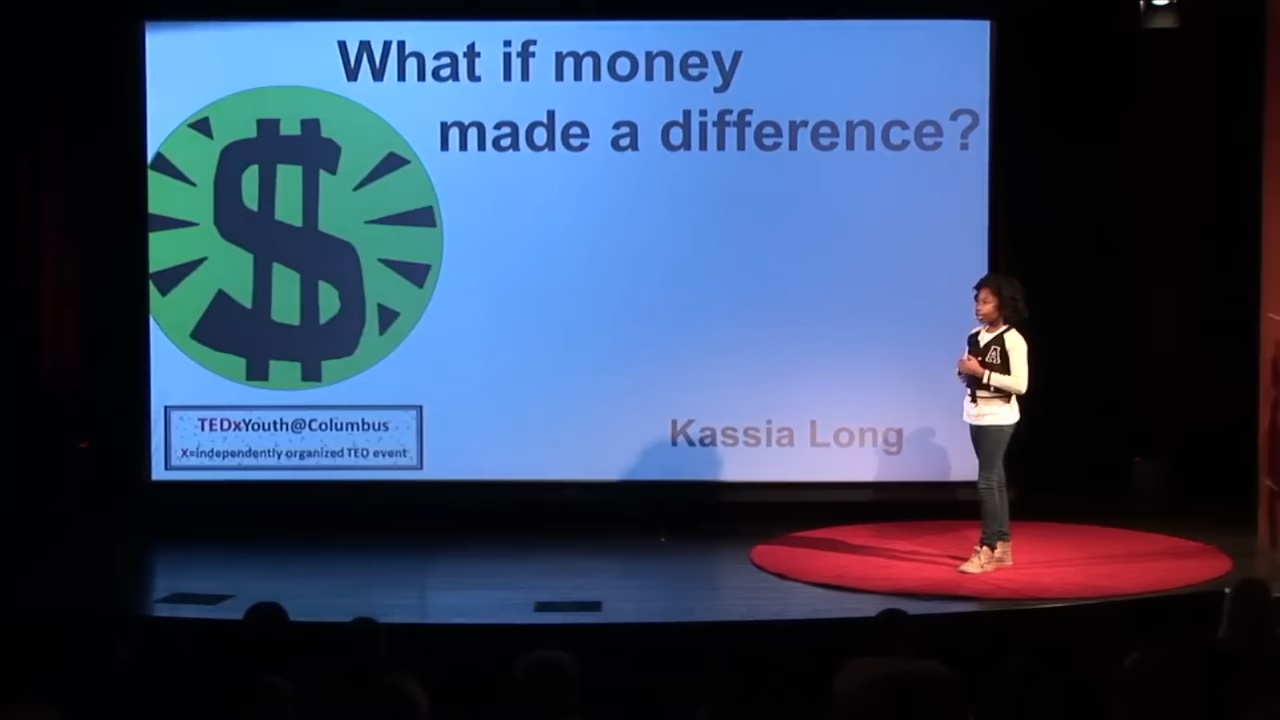 What if money
made a difference?
$
TEDxYouth@Columbus
X=independently organized TED event
Kassia Long
A